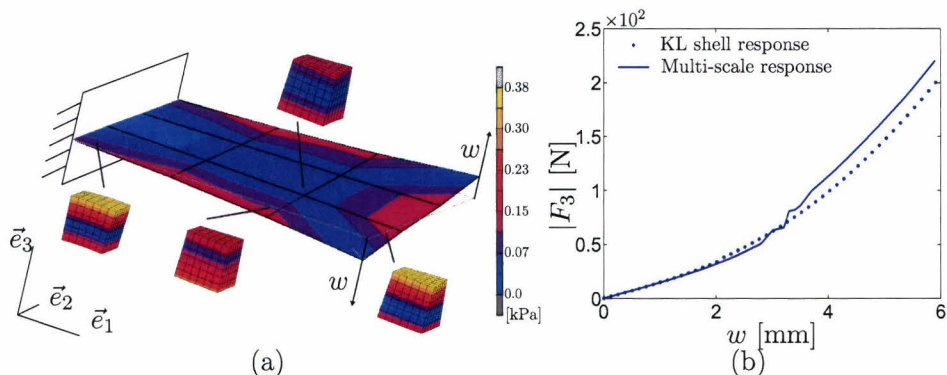 w
w
e⃗3
e⃗2
e⃗1
0.38
0.30
0.23
0.15
0.07
0.0
[kPa]
(a)
×10²
2.5
2
1.5
1
0.5
0
0 2 4 6
|F3| [N]
w [mm]
KL shell response
Multi-scale response
(b)